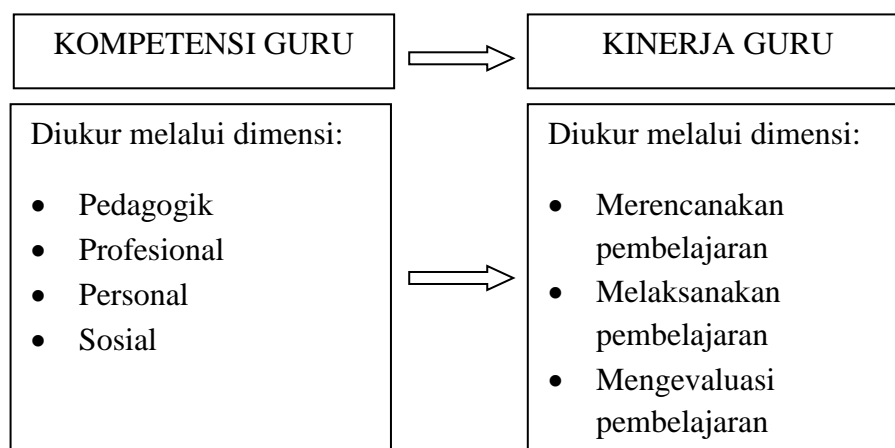 KOMPETENSI GURU
KINERJA GURU
Diukur melalui dimensi:
• Pedagogik
• Profesional
• Personal
• Sosial
Diukur melalui dimensi:
• Merencanakan
pembelajaran
• Melaksanakan
pembelajaran
• Mengevaluasi
pembelajaran